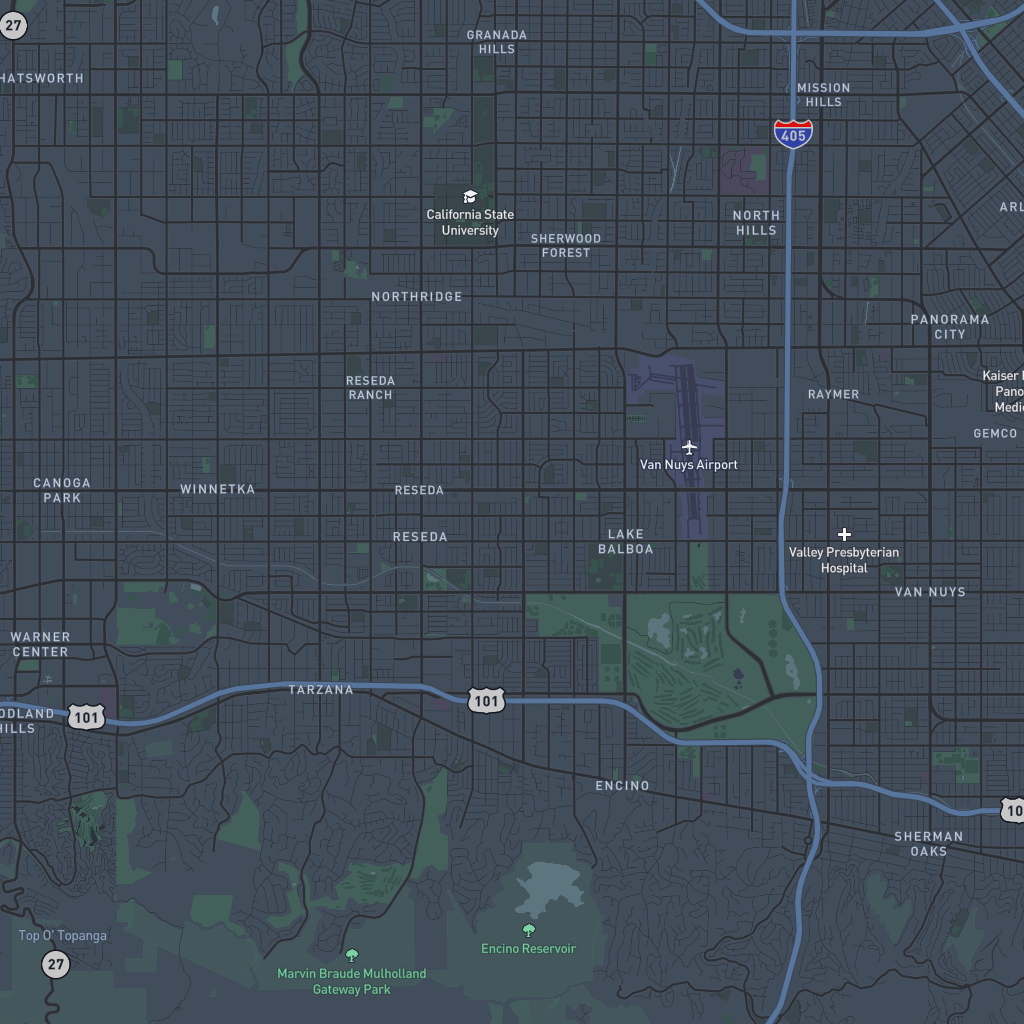 27
GRANADA
HILLS
HATSWORTH
MISSION
HILLS
405
California State
University
NORTH
HILLS
ARL
SHERWOOD
FOREST
NORTHRIDGE
PANORAMA
CITY
RESEDA
RANCH
Kaiser
Pano
Medic
RAYMER
GEMCO
Van Nuys Airport
CANOGA
PARK
WINNETKA
RESEDA
RESEDA
LAKE
BALBOA
Valley Presbyterian
Hospital
VAN NUYS
WARNER
CENTER
TARZANA
101
ODLAND
HILLS
101
ENCINO
10
SHERMAN
OAKS
Top O' Topanga
27
Encino Reservoir
Marvin Braude Mulholland
Gateway Park